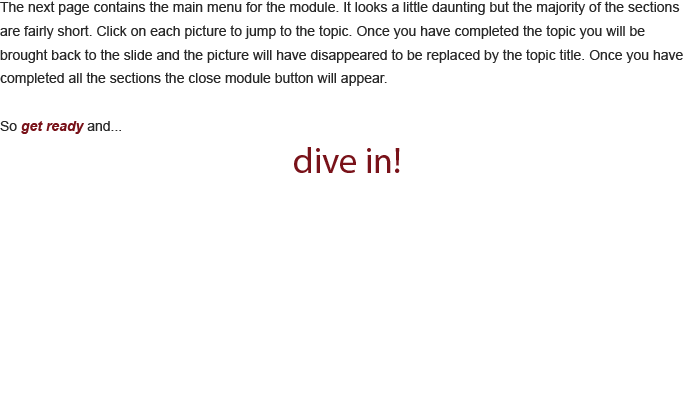 The next page contains the main menu for the module. It looks a little daunting but the majority of the sections
are fairly short. Click on each picture to jump to the topic. Once you have completed the topic you will be
brought back to the slide and the picture will have disappeared to be replaced by the topic title. Once you have
completed all the sections the close module button will appear.
So get ready and...
dive in!